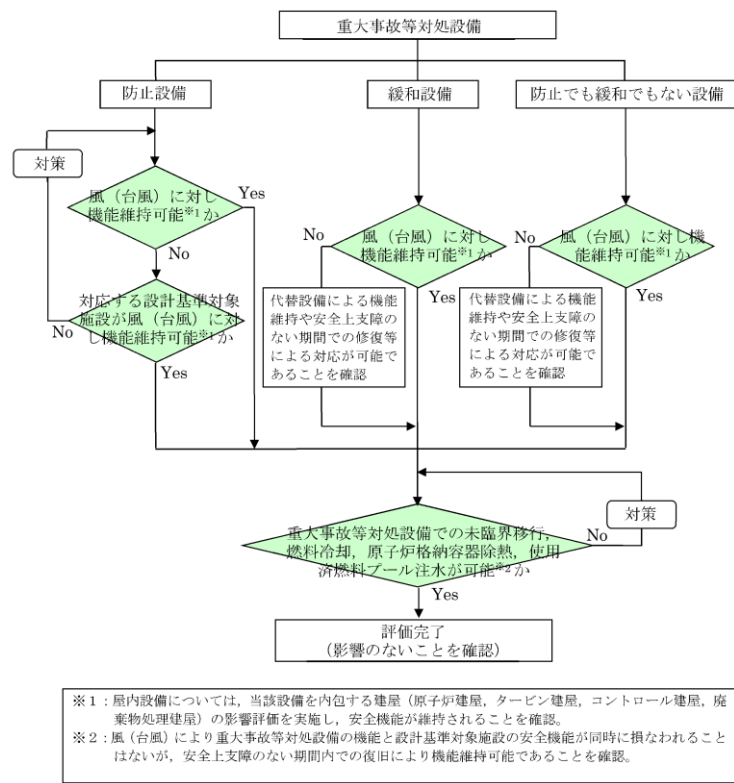 重大事故等対処設備
防止設備
緩和設備
防止でも緩和でもない設備
対策
風（台風）に対し
機能維持可能※1か
Yes
No
対応する設計基準対象
施設が風（台風）に対
し機能維持可能※1か
No
Yes
風（台風）に対し
機能維持可能※1か
No
Yes
代替設備による機能
維持や安全上支障の
ない期間での修復等
による対応が可能で
あることを確認
風（台風）に対し機
能維持可能※1か
No
Yes
代替設備による機能
維持や安全上支障の
ない期間での修復等
による対応が可能で
あることを確認
対策
重大事故等対処設備での未臨界移行，
燃料冷却，原子炉格納容器除熱，使用
済燃料プール注水が可能※2か
No
Yes
評価完了
（影響のないことを確認）
※１：屋内設備については，当該設備を内包する建屋（原子炉建屋，タービン建屋，コントロール建屋，廃
棄物処理建屋）の影響評価を実施し，安全機能が維持されることを確認。
※２：風（台風）により重大事故等対処設備の機能と設計基準対象施設の安全機能が同時に損なわれること
はないが，安全上支障のない期間内での復旧により機能維持可能であることを確認。